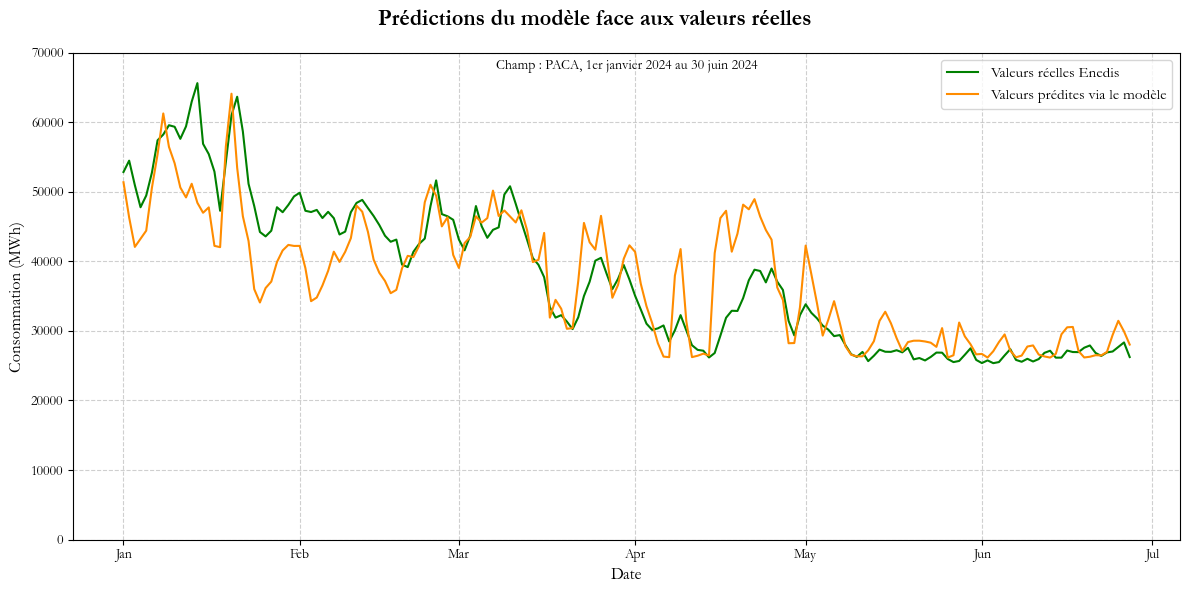 Prédictions du modèle face aux valeurs réelles
Champ : PACA, 1er janvier 2024 au 30 juin 2024
Valeurs réelles Enedis
Valeurs prédites via le modèle
Consommation (MWh)
70000
60000
50000
40000
30000
20000
10000
0
Jan Feb Mar Apr May Jun Jul
Date